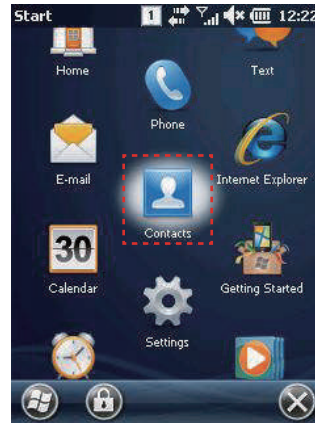 Start 1 12:22
Home
Text
Phone
E-mail
Internet Explorer
Contacts
30
Calendar
Getting Started
Settings